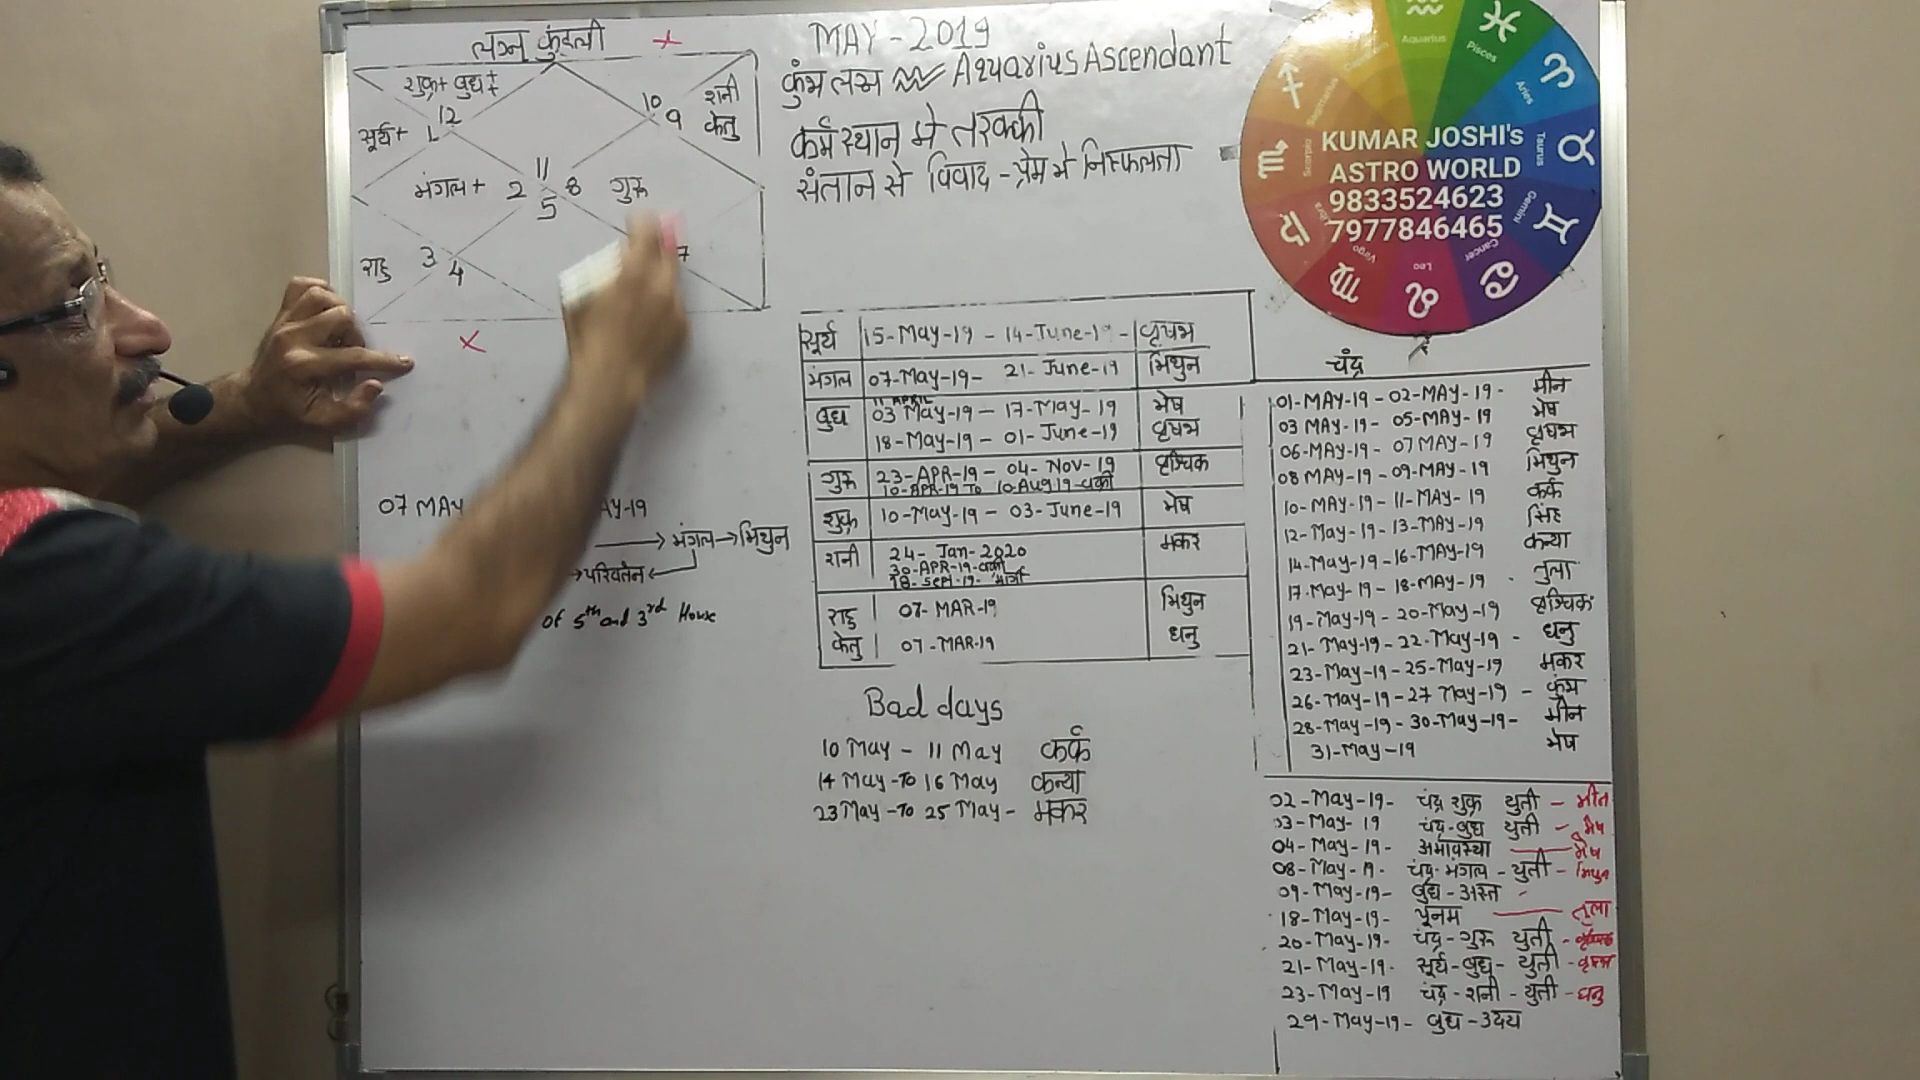 लग्न कुंडली
शुक्र+ बुध+
12
सूर्य+ 1
10
शनी
9 केतु
11
मंगल+ 2 8 गुरू
5
राहु 3
4
7
07 MAY AY-19
→ मंगल → मिथुन
→ परिवर्तन ←
of 5th and 3rd House
MAY - 2019
कुंभ लग्न ♒ Aquarius Ascendant
कर्म स्थान मे तरक्की
संतान से विवाद - प्रेम मे निष्फलता
Aquarius
Pisces
Aries
Taurus
Gemini
Cancer
Leo
Virgo
Libra
Scorpio
Sagittarius
KUMAR JOSHI's
ASTRO WORLD
9833524623
7977846465
सूर्य 15-May-19 - 14-June-19 - वृषभ
मंगल 07-May-19 - 21-June-19 मिथुन
11 APRIL
बुध 03 May-19 - 17-May-19 मेष
18-May-19 - 01-June-19 वृषभ
गुरू 23-APR-19 - 04-Nov-19 वृश्चिक
10-APR-19 To 10-Aug 19-वक्री
शुक्र 10-May-19 - 03-June-19 मेष
शनी 24-Jan-2020 मकर
30-APR-19-वक्री
18-Sept-19- मार्गी
राहु 07-MAR-19 मिथुन
केतु 07-MAR-19 धनु
Bad days
10 May - 11 May कर्क
14 May -To 16 May कन्या
23 May -To 25 May - मकर
चंद्र
01-MAY-19 - 02-MAY-19 - मीन
03 MAY-19 - 05-MAY-19 मेष
06-MAY-19 - 07 MAY-19 वृषभ
08 MAY-19 - 09-MAY-19 मिथुन
10-MAY-19 - 11-MAY-19 कर्क
12-May-19 - 13-MAY-19 सिंह
14-May-19 - 16-MAY-19 कन्या
17-May-19 - 18-MAY-19 - तुला
19-May-19 - 20-May-19 वृश्चिक
21-May-19 - 22-May-19 - धनु
23-May-19 - 25-May-19 मकर
26-May-19 - 27 May-19 - कुंभ
28-May-19 - 30-May-19 - मीन
31-May-19 मेष
02-May-19- चंद्र शुक्र युती - मीन
03-May-19 चंद्र-बुध युती - मेष
04-May-19- अमावस्या - मेष
08-May-19- चंद्र-मंगल - युती - मिथुन
09-May-19- बुध - अस्त -
18-May-19- पूनम - तुला
20-May-19- चंद्र-गुरू युती -
21-May-19- सूर्य-बुध- युती - वृषभ
23-May-19 चंद्र-शनी - युती - धनु
29-May-19- बुध - उदय